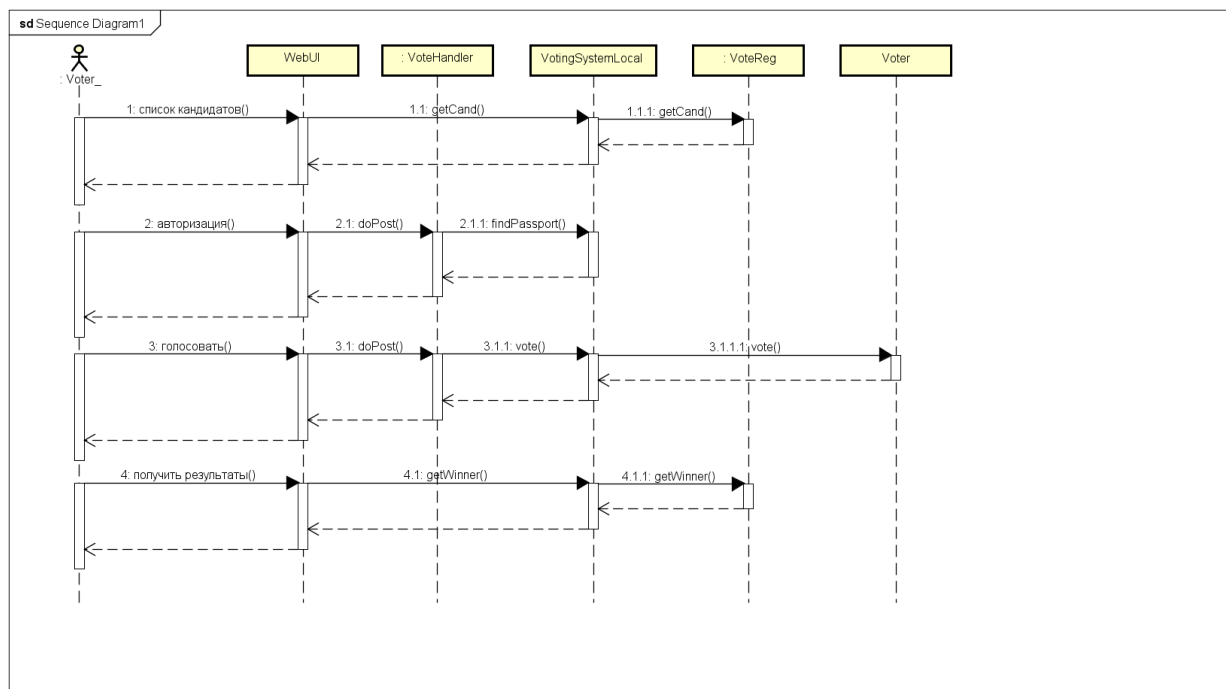 sd Sequence Diagram1
: Voter_
WebUI
: VoteHandler
VotingSystemLocal
: VoteReg
Voter
1: список кандидатов()
1.1: getCand()
1.1.1: getCand()
2: авторизация()
2.1: doPost()
2.1.1: findPassport()
3: голосовать()
3.1: doPost()
3.1.1: vote()
3.1.1.1: vote()
4: получить результаты()
4.1: getWinner()
4.1.1: getWinner()